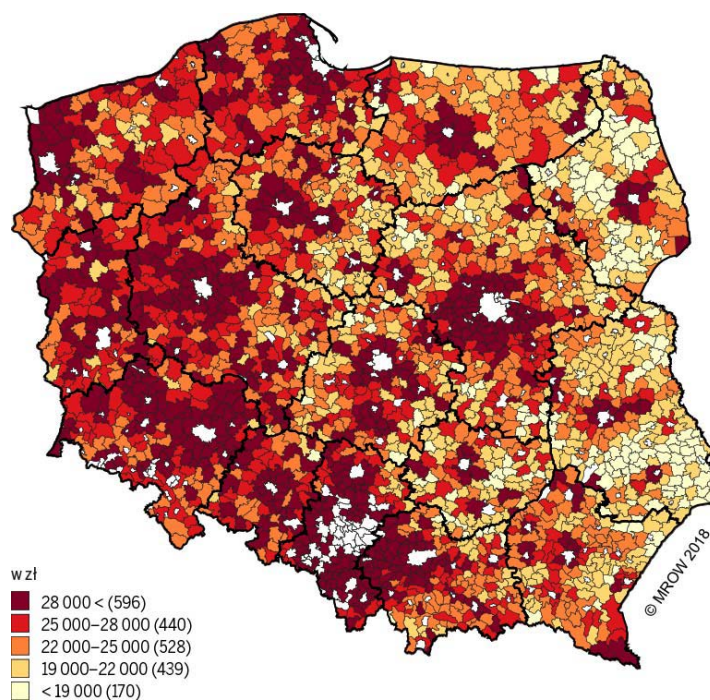 w zł
28 000 < (596)
25 000–28 000 (440)
22 000–25 000 (528)
19 000–22 000 (439)
< 19 000 (170)
© MROW 2018